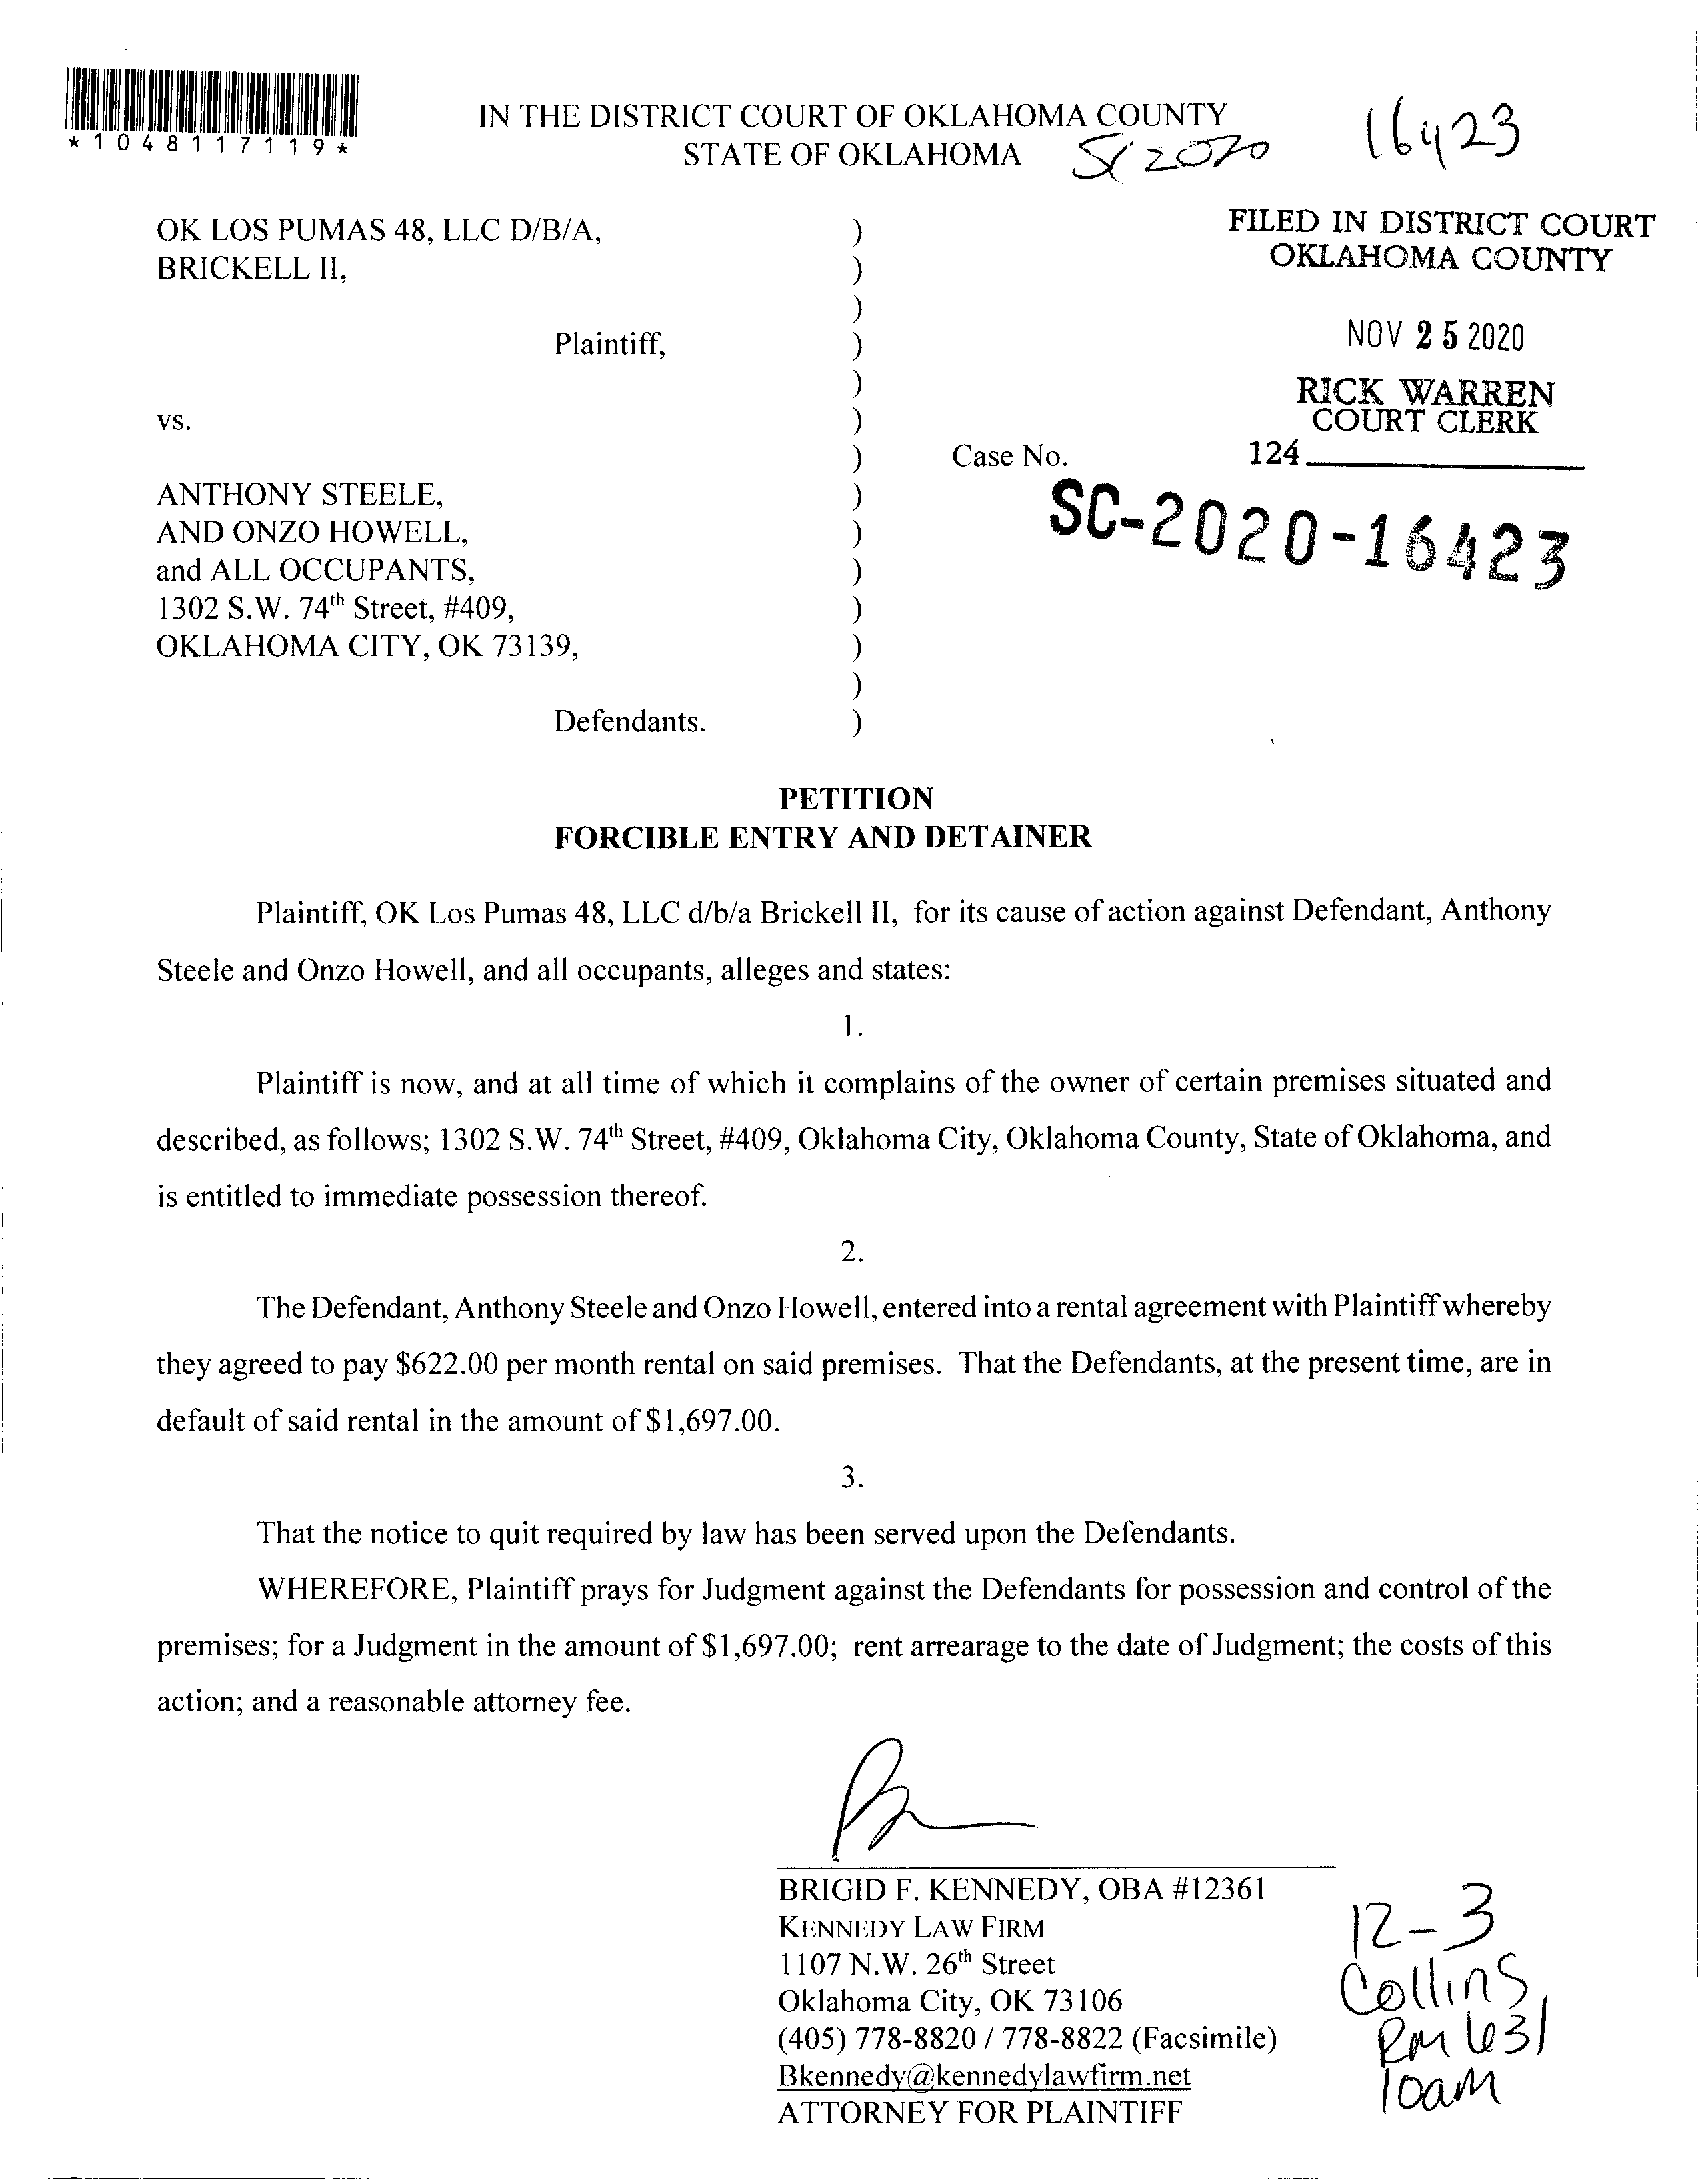 *1048117119*
IN THE DISTRICT COURT OF OKLAHOMA COUNTY
STATE OF OKLAHOMA
SC 2020 16423
OK LOS PUMAS 48, LLC D/B/A, )
BRICKELL II, )
)
Plaintiff, )
)
vs. )
)
ANTHONY STEELE, )
AND ONZO HOWELL, )
and ALL OCCUPANTS, )
1302 S.W. 74th Street, #409, )
OKLAHOMA CITY, OK 73139, )
)
Defendants. )
FILED IN DISTRICT COURT
OKLAHOMA COUNTY
NOV 25 2020
RICK WARREN
COURT CLERK
Case No. 124
SC-2020-16423
PETITION
FORCIBLE ENTRY AND DETAINER
Plaintiff, OK Los Pumas 48, LLC d/b/a Brickell II, for its cause of action against Defendant, Anthony
Steele and Onzo Howell, and all occupants, alleges and states:
1.
Plaintiff is now, and at all time of which it complains of the owner of certain premises situated and
described, as follows; 1302 S.W. 74th Street, #409, Oklahoma City, Oklahoma County, State of Oklahoma, and
is entitled to immediate possession thereof.
2.
The Defendant, Anthony Steele and Onzo Howell, entered into a rental agreement with Plaintiff whereby
they agreed to pay $622.00 per month rental on said premises. That the Defendants, at the present time, are in
default of said rental in the amount of $1,697.00.
3.
That the notice to quit required by law has been served upon the Defendants.
WHEREFORE, Plaintiff prays for Judgment against the Defendants for possession and control of the
premises; for a Judgment in the amount of $1,697.00; rent arrearage to the date of Judgment; the costs of this
action; and a reasonable attorney fee.
BRIGID F. KENNEDY, OBA #12361
KENNEDY LAW FIRM
1107 N.W. 26th Street
Oklahoma City, OK 73106
(405) 778-8820 / 778-8822 (Facsimile)
Bkennedy@kennedylawfirm.net
ATTORNEY FOR PLAINTIFF
12-3
Collins
RM 631
10am